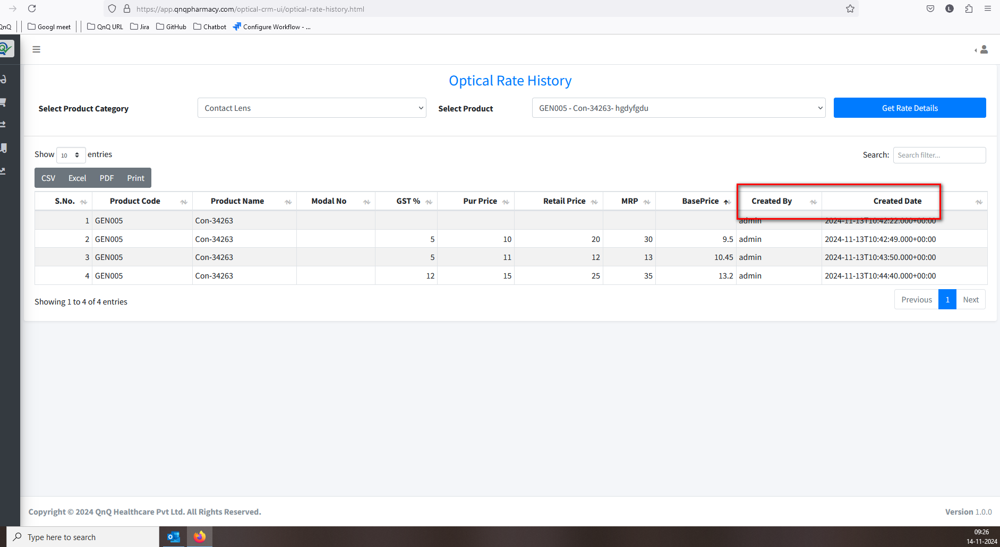 https://app.qnqpharmacy.com/optical-crm-ui/optical-rate-history.html
L
QnQ Googl meet QnQ URL Jira GitHub Chatbot Configure Workflow - ...
Optical Rate History
Select Product Category Contact Lens Select Product GEN005 - Con-34263- hgdyfgdu Get Rate Details
Show 10 entries Search: Search filter...
CSV Excel PDF Print
S.No. Product Code Product Name Modal No GST % Pur Price Retail Price MRP BasePrice Created By Created Date
1 GEN005 Con-34263 admin 2024-11-13T10:42:22.000+00:00
2 GEN005 Con-34263 5 10 20 30 9.5 admin 2024-11-13T10:42:49.000+00:00
3 GEN005 Con-34263 5 11 12 13 10.45 admin 2024-11-13T10:43:50.000+00:00
4 GEN005 Con-34263 12 15 25 35 13.2 admin 2024-11-13T10:44:40.000+00:00
Showing 1 to 4 of 4 entries Previous 1 Next
Copyright © 2024 QnQ Healthcare Pvt Ltd. All Rights Reserved. Version 1.0.0
Type here to search
09:26
14-11-2024